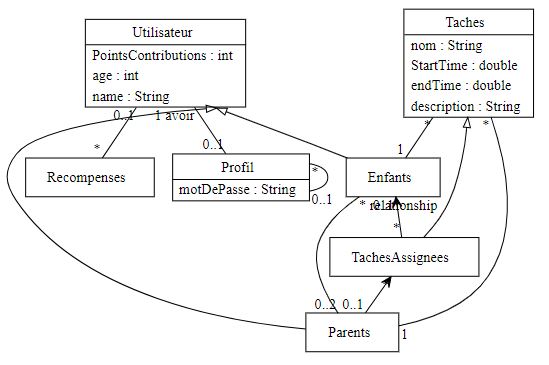 Utilisateur
PointsContributions : int
age : int
name : String
Taches
nom : String
StartTime : double
endTime : double
description : String
0..1
1 avoir
*
*
*
0..1
1
Recompenses
Profil
motDePasse : String
*
0..1
Enfants
* relationship
0..1
*
TachesAssignees
0..2
0..1
Parents
1